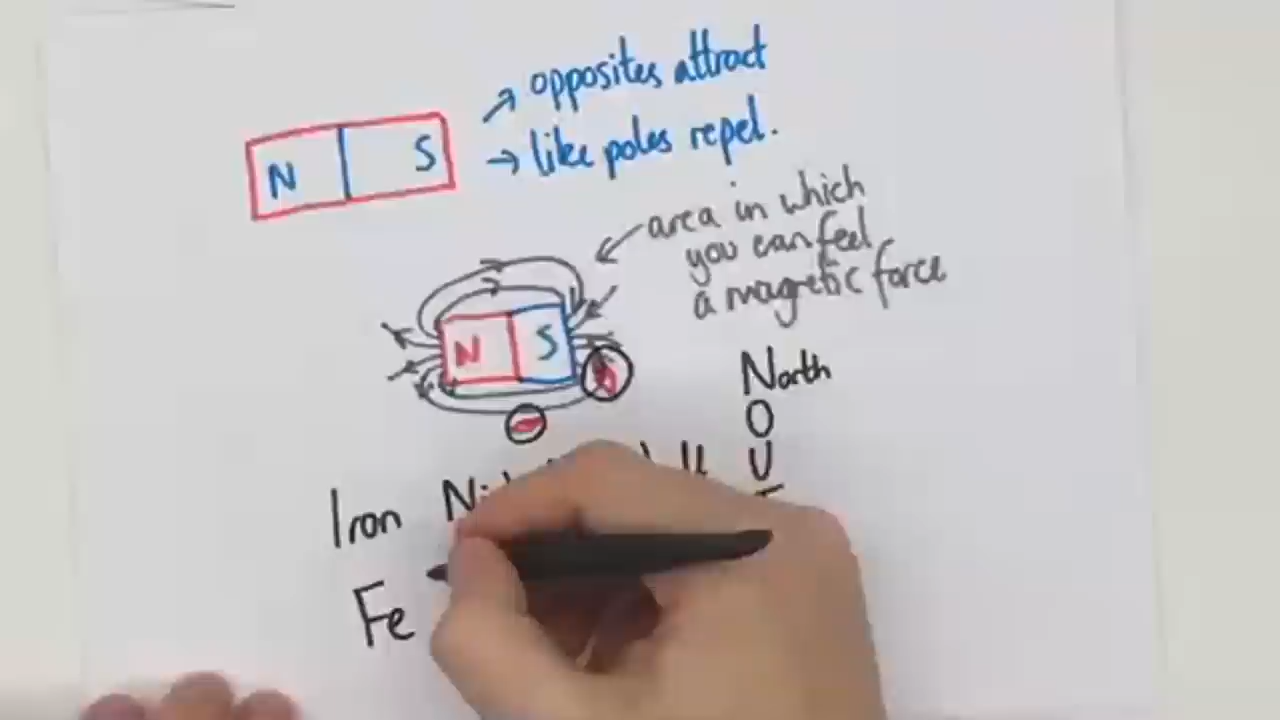 opposites attract
like poles repel.
N S
area in which
you can feel
a magnetic force
N S
North
O
U
Iron
Fe